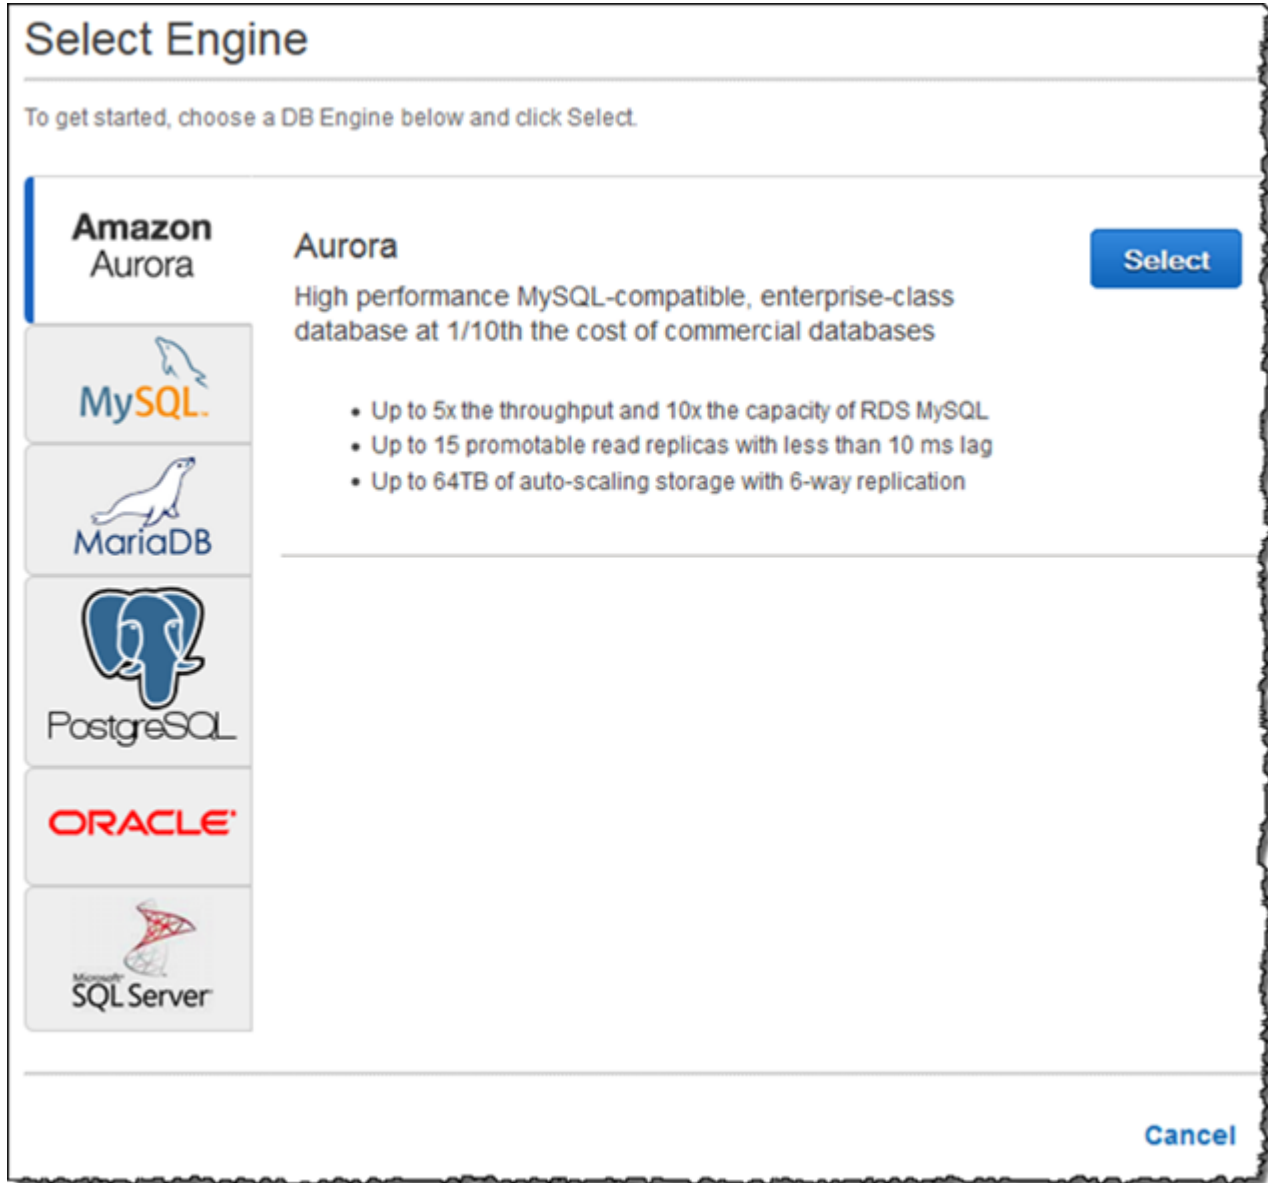 Select Engine
To get started, choose a DB Engine below and click Select.
Amazon
Aurora
Aurora
Select
High performance MySQL-compatible, enterprise-class
database at 1/10th the cost of commercial databases
• Up to 5x the throughput and 10x the capacity of RDS MySQL
• Up to 15 promotable read replicas with less than 10 ms lag
• Up to 64TB of auto-scaling storage with 6-way replication
MySQL
MariaDB
PostgreSQL
ORACLE
Microsoft
SQL Server
Cancel